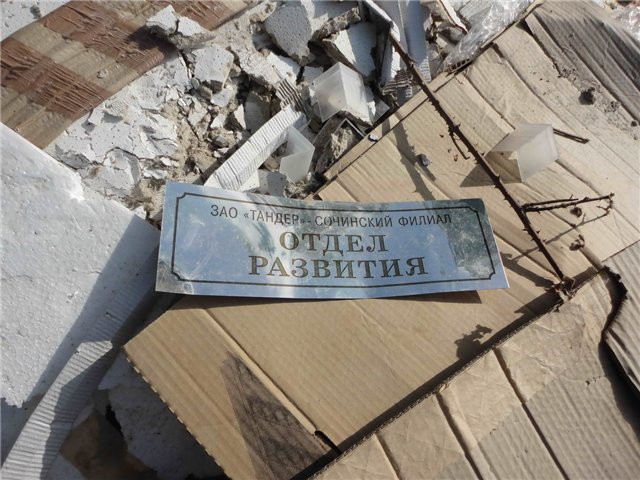 ЗАО «ТАНДЕР» - СОЧИНСКИЙ ФИЛИАЛ
ОТДЕЛ
РАЗВИТИЯ